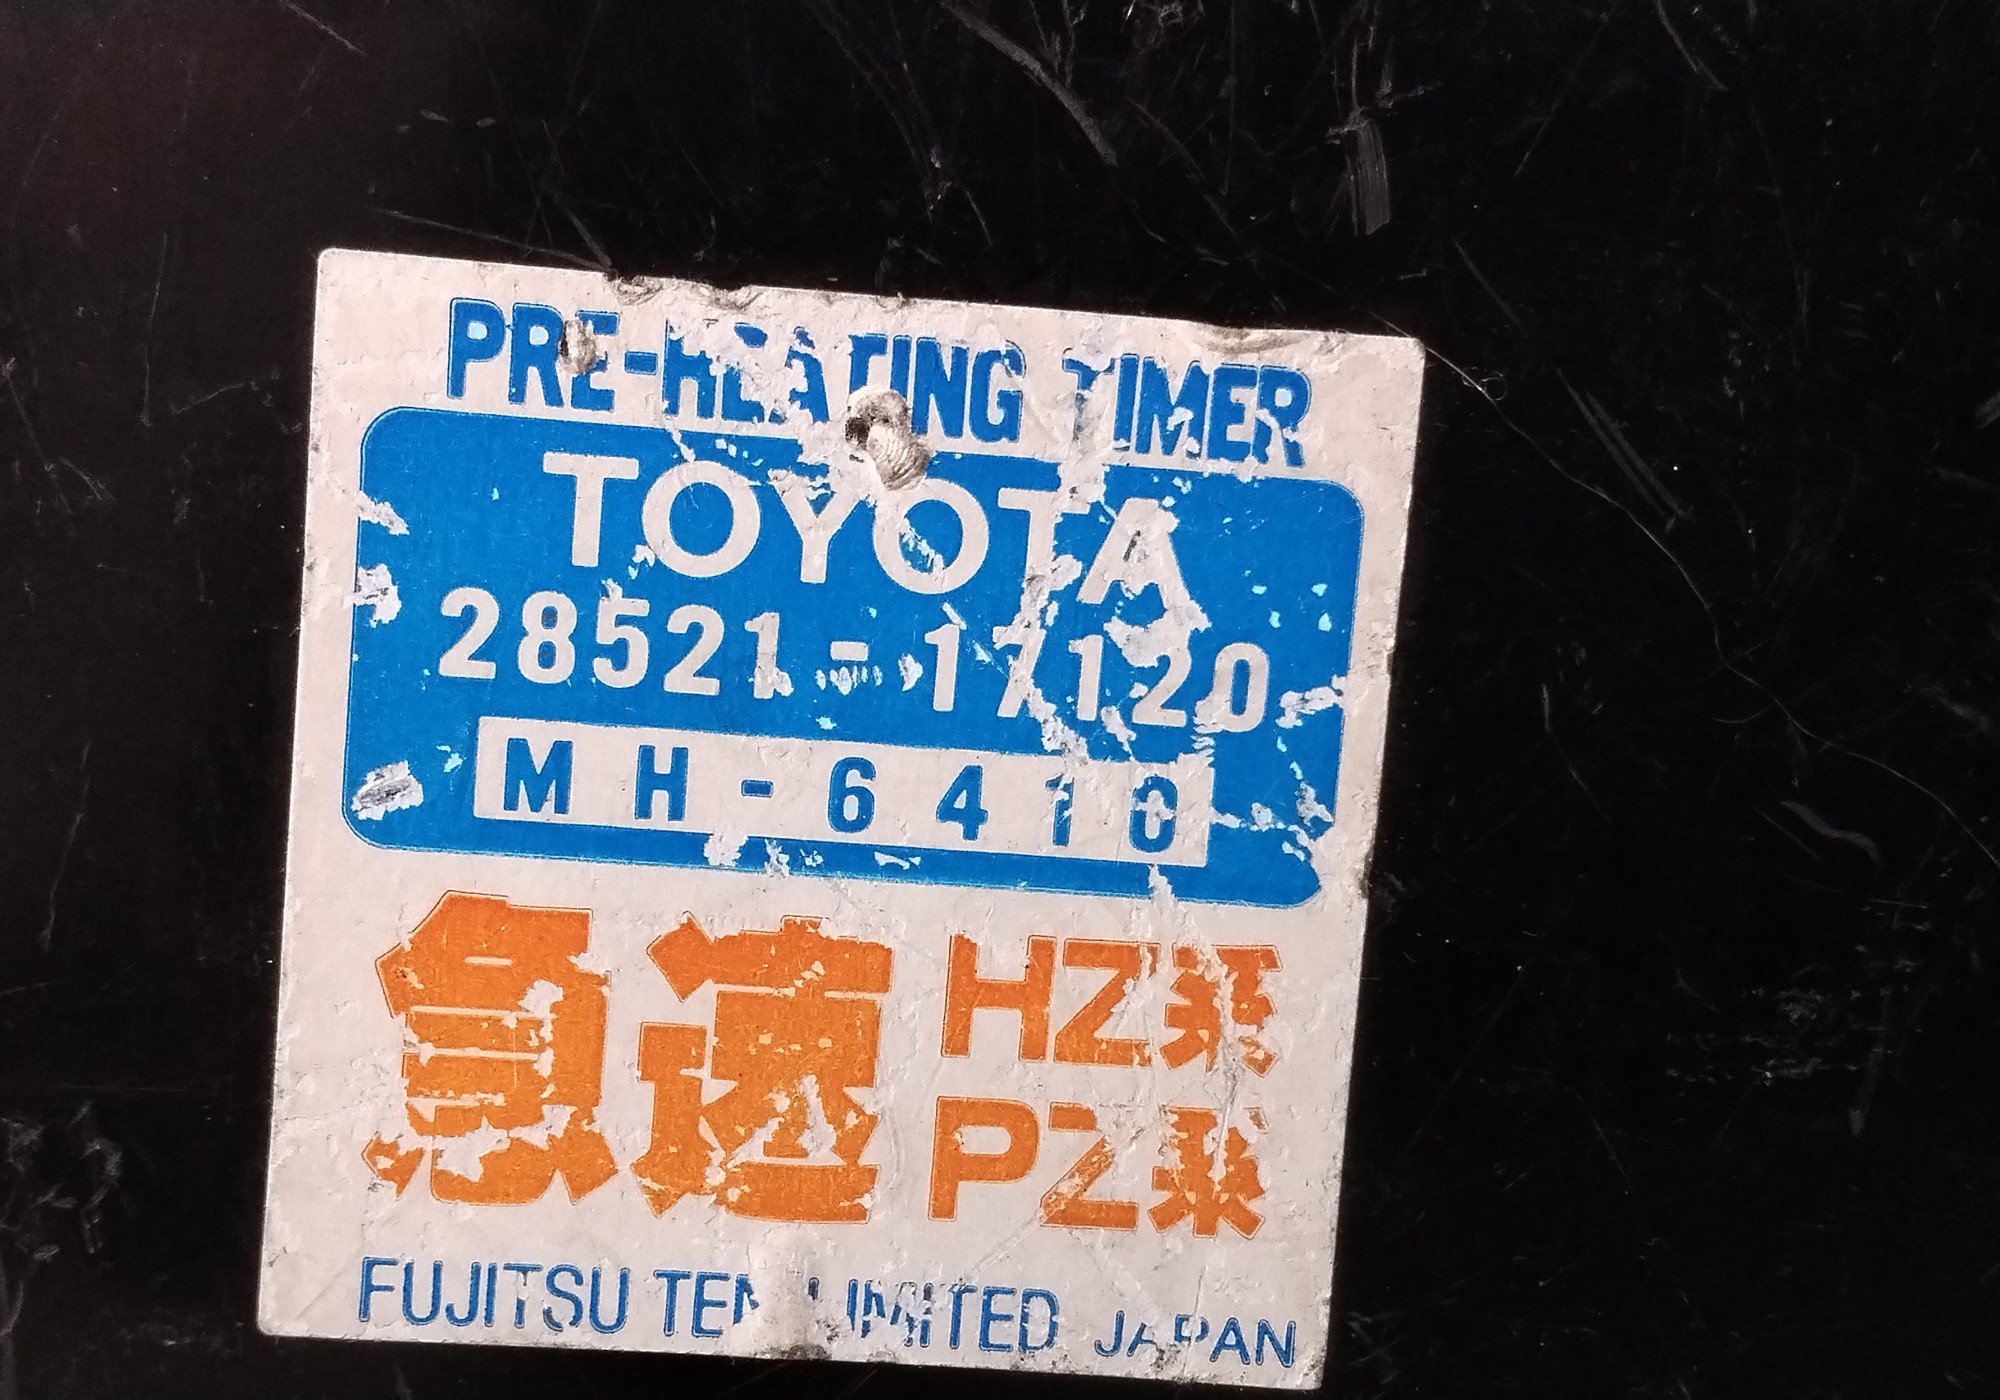 PRE-HEATING TIMER
TOYOTA
28521-17120
MH-6410
急速
HZ系
PZ系
FUJITSU TEN LIMITED JAPAN